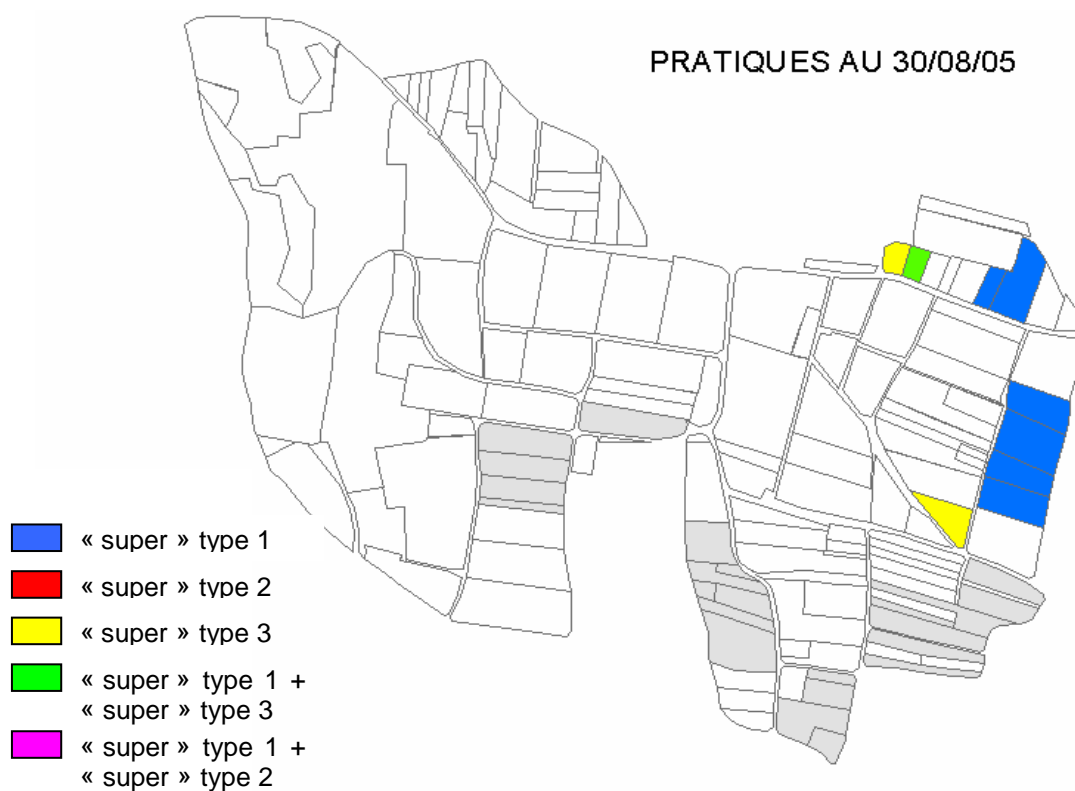 PRATIQUES AU 30/08/05
« super » type 1
« super » type 2
« super » type 3
« super » type 1 +
« super » type 3
« super » type 1 +
« super » type 2